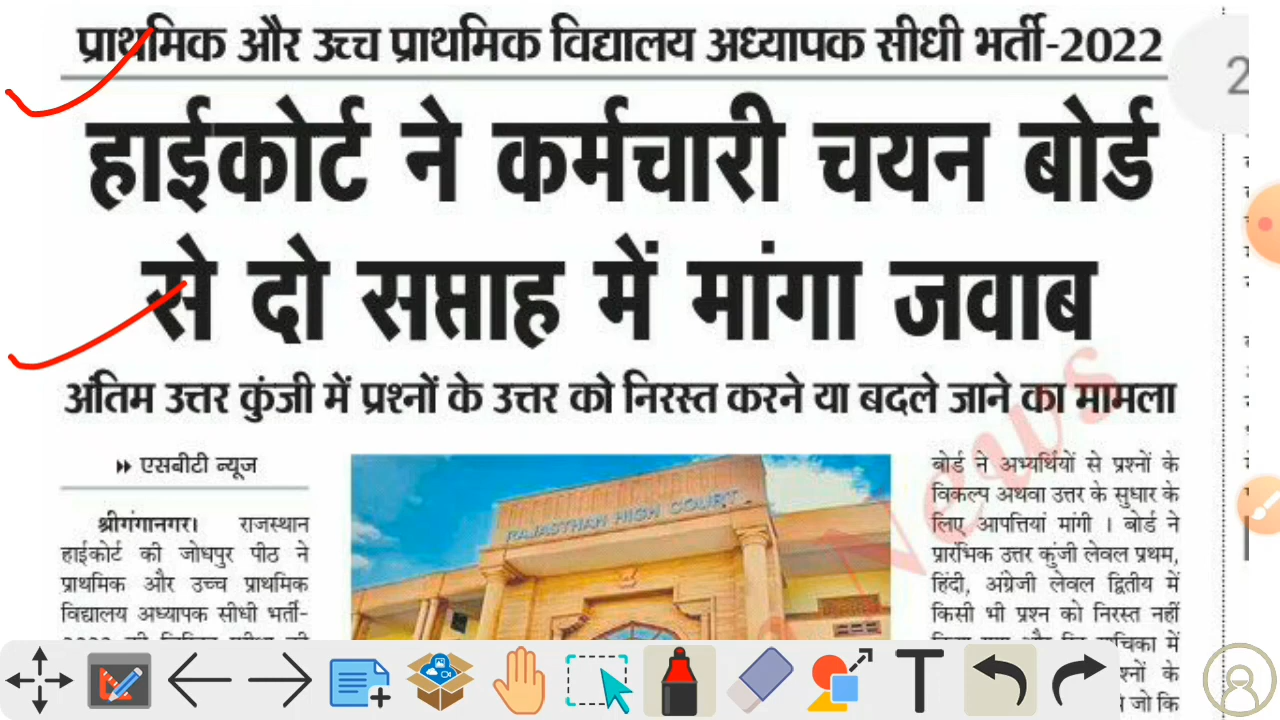 प्राथमिक और उच्च प्राथमिक विद्यालय अध्यापक सीधी भर्ती-2022
2
हाईकोर्ट ने कर्मचारी चयन बोर्ड
से दो सप्ताह में मांगा जवाब
अंतिम उत्तर कुंजी में प्रश्नों के उत्तर को निरस्त करने या बदले जाने का मामला
एसबीटी न्यूज
श्रीगंगानगर। राजस्थान
हाईकोर्ट की जोधपुर पीठ ने
प्राथमिक और उच्च प्राथमिक
विद्यालय अध्यापक सीधी भर्ती-
RAJASTHAN HIGH COURT
बोर्ड ने अभ्यर्थियों से प्रश्नों के
विकल्प अथवा उत्तर के सुधार के
लिए आपत्तियां मांगी । बोर्ड ने
प्रारंभिक उत्तर कुंजी लेवल प्रथम,
हिंदी, अंग्रेजी लेवल द्वितीय में
किसी भी प्रश्न को निरस्त नहीं
में
के
जो कि
News
T